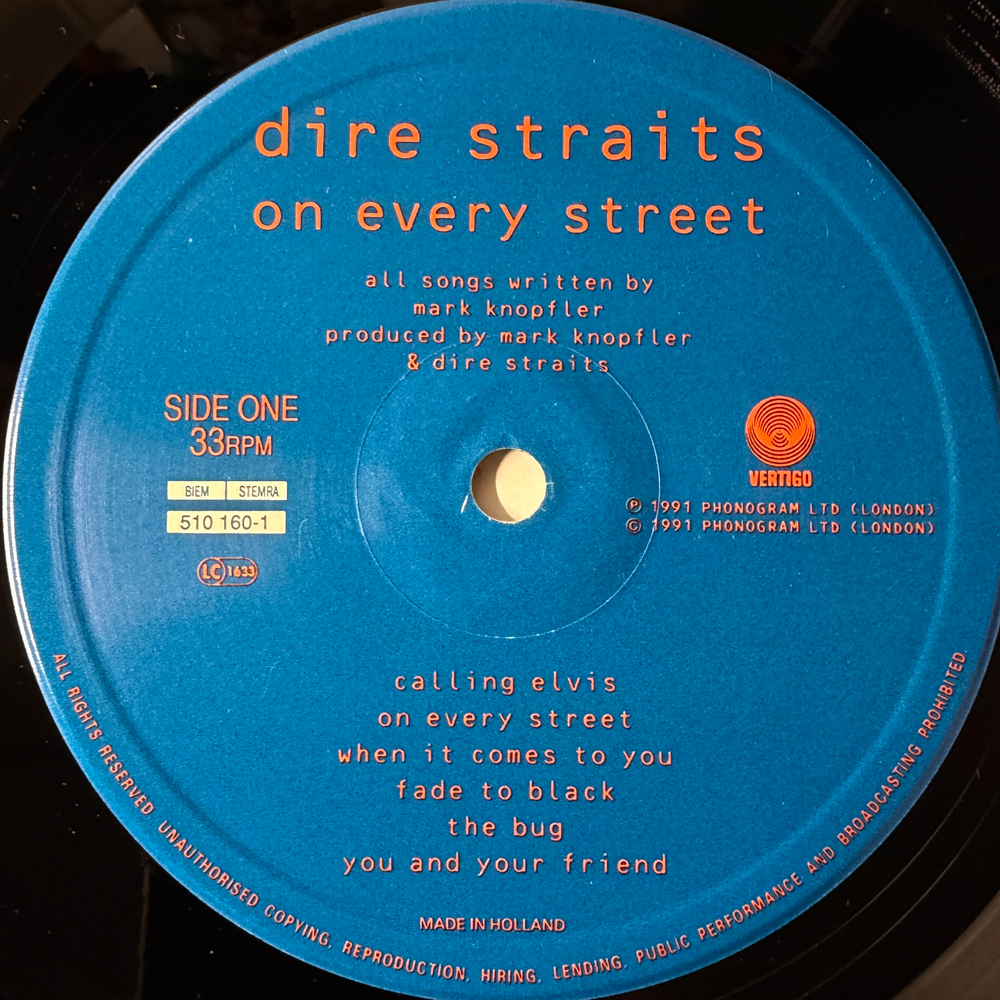 dire straits
on every street
all songs written by
mark knopfler
produced by mark knopfler
& dire straits
SIDE ONE
33RPM
BIEM STEMRA
510 160-1
LC 1633
VERTIGO
℗ 1991 PHONOGRAM LTD (LONDON)
© 1991 PHONOGRAM LTD (LONDON)
calling elvis
on every street
when it comes to you
fade to black
the bug
you and your friend
MADE IN HOLLAND
ALL RIGHTS RESERVED. UNAUTHORISED COPYING, REPRODUCTION, HIRING, LENDING, PUBLIC PERFORMANCE AND BROADCASTING PROHIBITED.